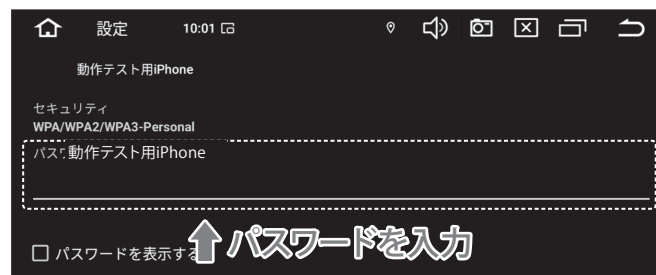 設定 10:01
動作テスト用iPhone
セキュリティ
WPA/WPA2/WPA3-Personal
パスワ
動作テスト用iPhone
パスワードを表示する
パスワードを入力